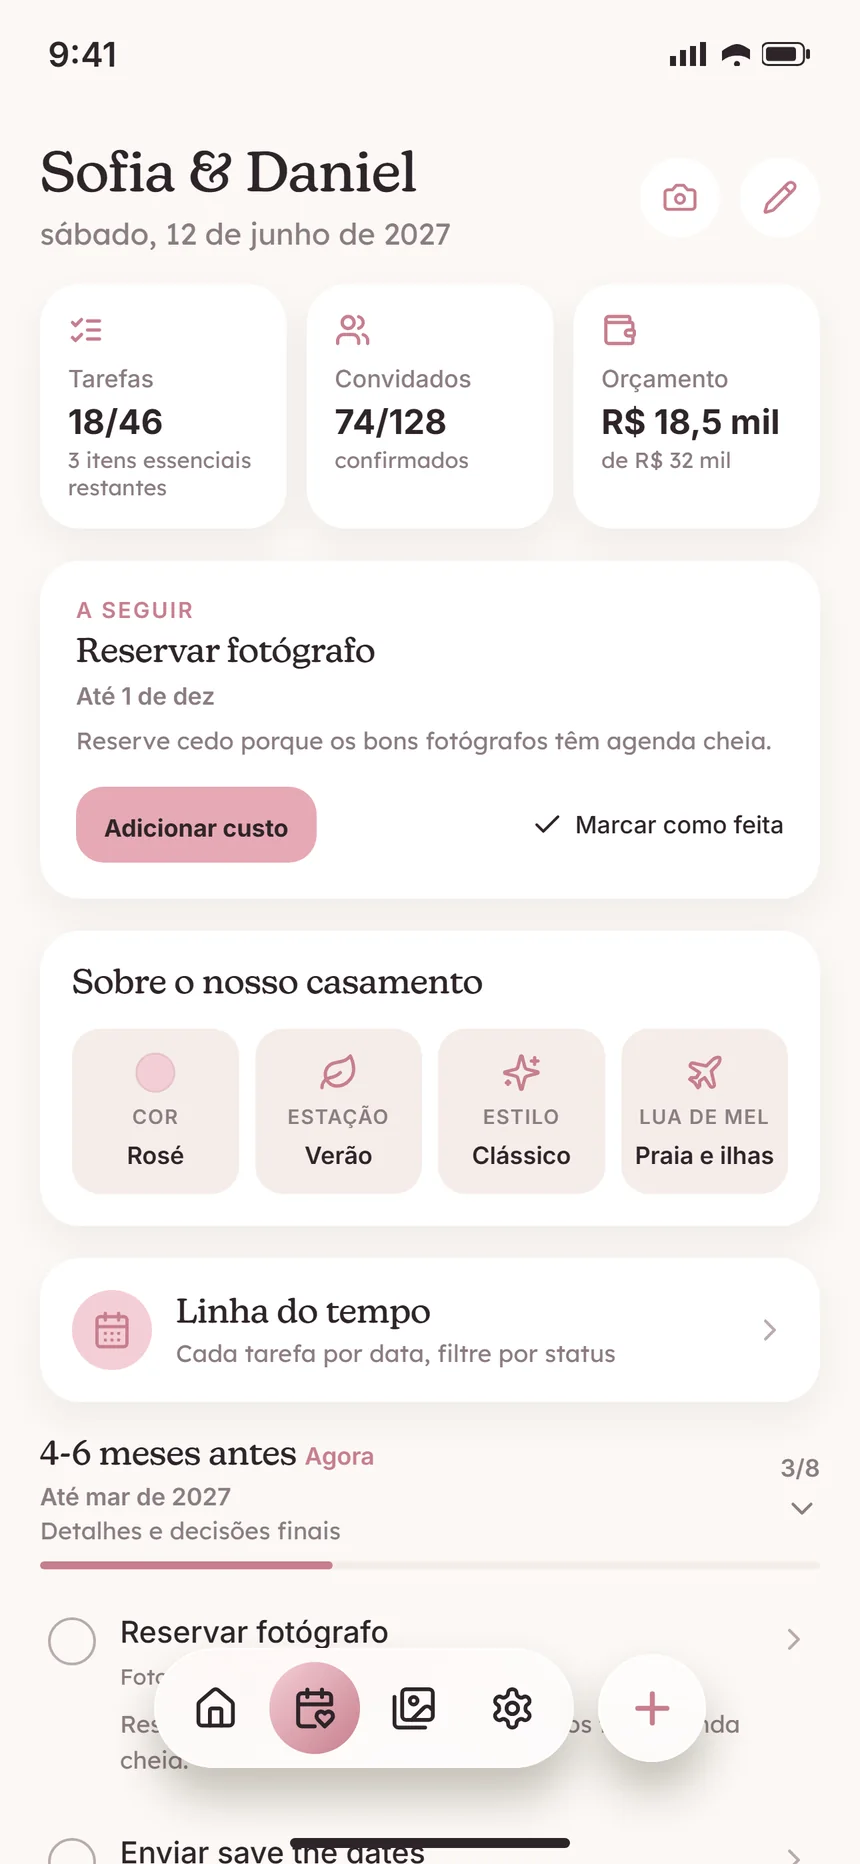 9:41
Sofia & Daniel
sábado, 12 de junho de 2027
Tarefas
18/46
3 itens essenciais
restantes
Convidados
74/128
confirmados
Orçamento
R$ 18,5 mil
de R$ 32 mil
A SEGUIR
Reservar fotógrafo
Até 1 de dez
Reserve cedo porque os bons fotógrafos têm agenda cheia.
Adicionar custo
Marcar como feita
Sobre o nosso casamento
COR
Rosé
ESTAÇÃO
Verão
ESTILO
Clássico
LUA DE MEL
Praia e ilhas
Linha do tempo
Cada tarefa por data, filtre por status
4-6 meses antes Agora
3/8
Até mar de 2027
Detalhes e decisões finais
Reservar fotógrafo
cheia.
Enviar save the dates